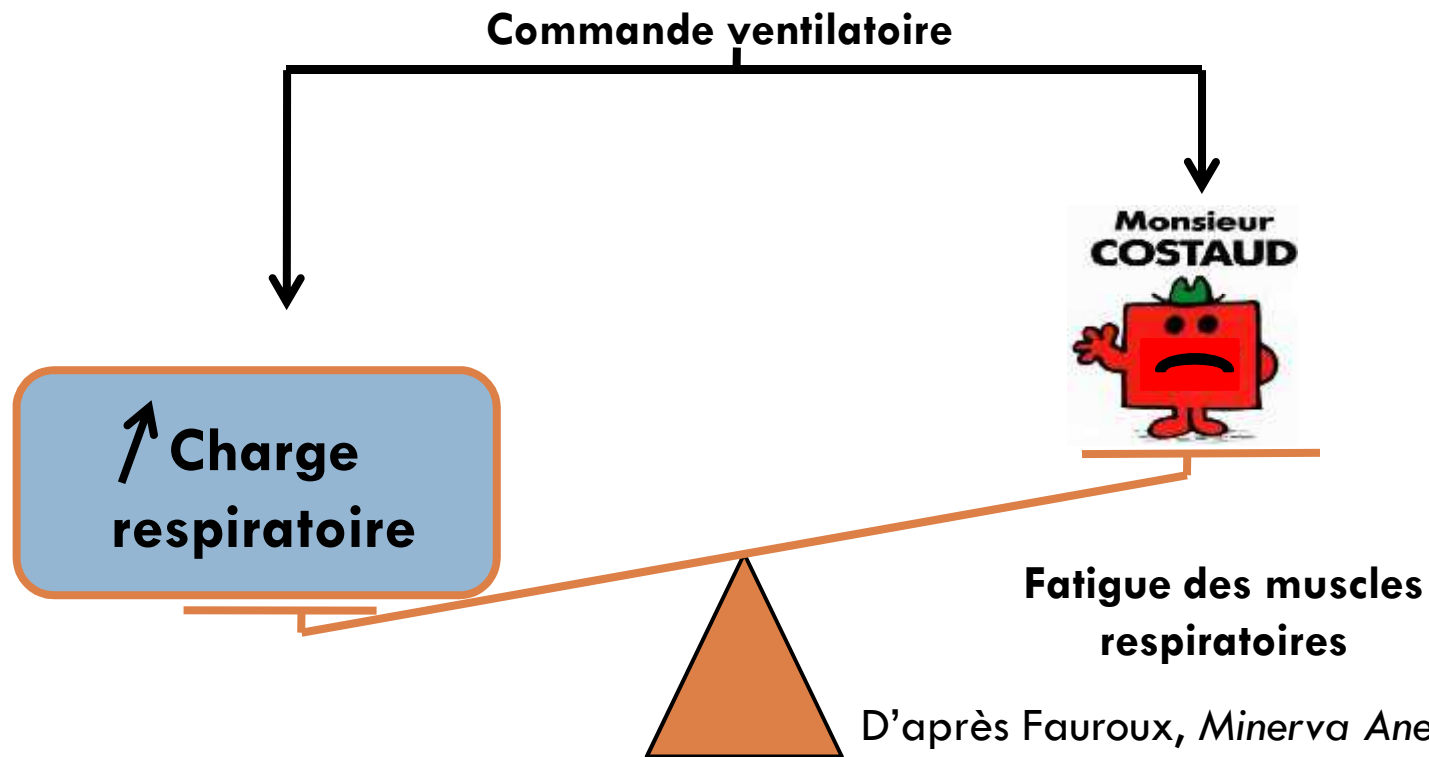 Commande ventilatoire
Monsieur
COSTAUD
Charge
respiratoire
Fatigue des muscles
respiratoires
D'après Fauroux, Minerva Ane